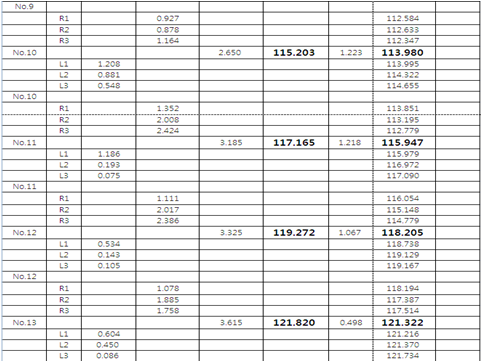 No.9
R1 0.927 112.584
R2 0.878 112.633
R3 1.164 112.347
No.10 2.650 115.203 1.223 113.980
L1 1.208 113.995
L2 0.881 114.322
L3 0.548 114.655
No.10
R1 1.352 113.851
R2 2.008 113.195
R3 2.424 112.779
No.11 3.185 117.165 1.218 115.947
L1 1.186 115.979
L2 0.193 116.972
L3 0.075 117.090
No.11
R1 1.111 116.054
R2 2.017 115.148
R3 2.386 114.779
No.12 3.325 119.272 1.067 118.205
L1 0.534 118.738
L2 0.143 119.129
L3 0.105 119.167
No.12
R1 1.078 118.194
R2 1.885 117.387
R3 1.758 117.514
No.13 3.615 121.820 0.498 121.322
L1 0.604 121.216
L2 0.450 121.370
L3 0.086 121.734